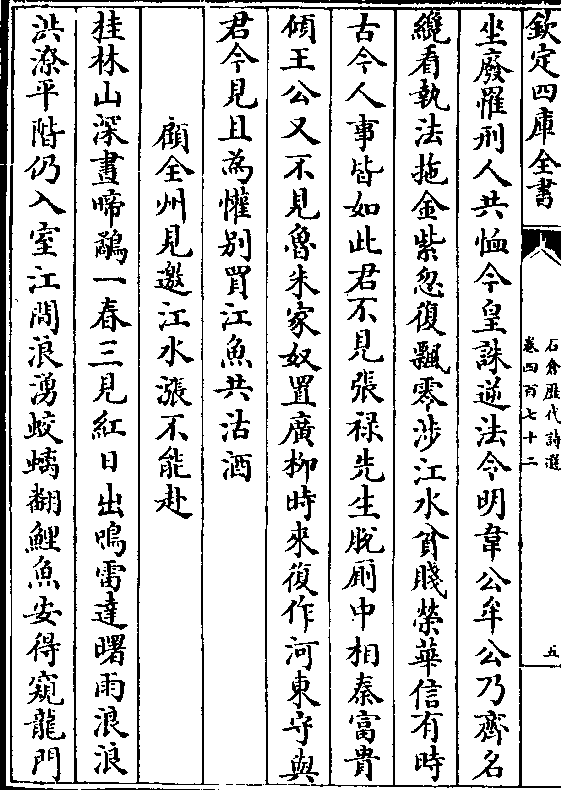 欽定四庫全書
石倉歴代詩選
卷四百七十二
五
坐廢罹刑人共恤今皇誅逆法令明韋公牟公乃齊名
纔看執法拖金紫忽復飄零涉江水貧賤榮華信有時
古今人事皆如此君不見張禄先生脱厠中相秦富貴
傾王公又不見魯朱家奴置廣柳時來復作河東守與
君今見且為懽别買江魚共沽酒
顧全州見邀江水漲不能赴
桂林山深晝啼鷸一春三見紅日出鳴雷達曙雨浪浪
洪潦平階仍入室江間浪湧蛟螭翻鯉魚安得窺龍門